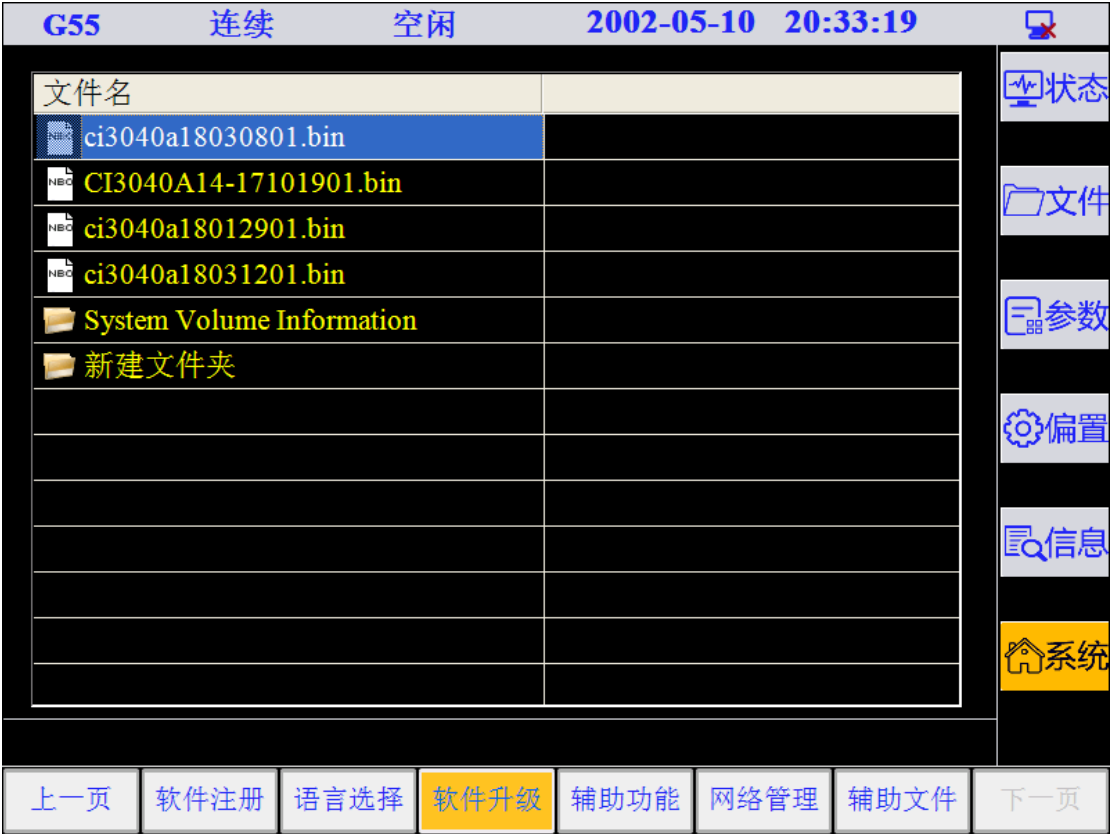 G55 连续 空闲 2002-05-10 20:33:19
文件名
ci3040a18030801.bin
CI3040A14-17101901.bin
ci3040a18012901.bin
ci3040a18031201.bin
System Volume Information
新建文件夹
状态
文件
参数
偏置
信息
系统
上一页 软件注册 语言选择 软件升级 辅助功能 网络管理 辅助文件 下一页